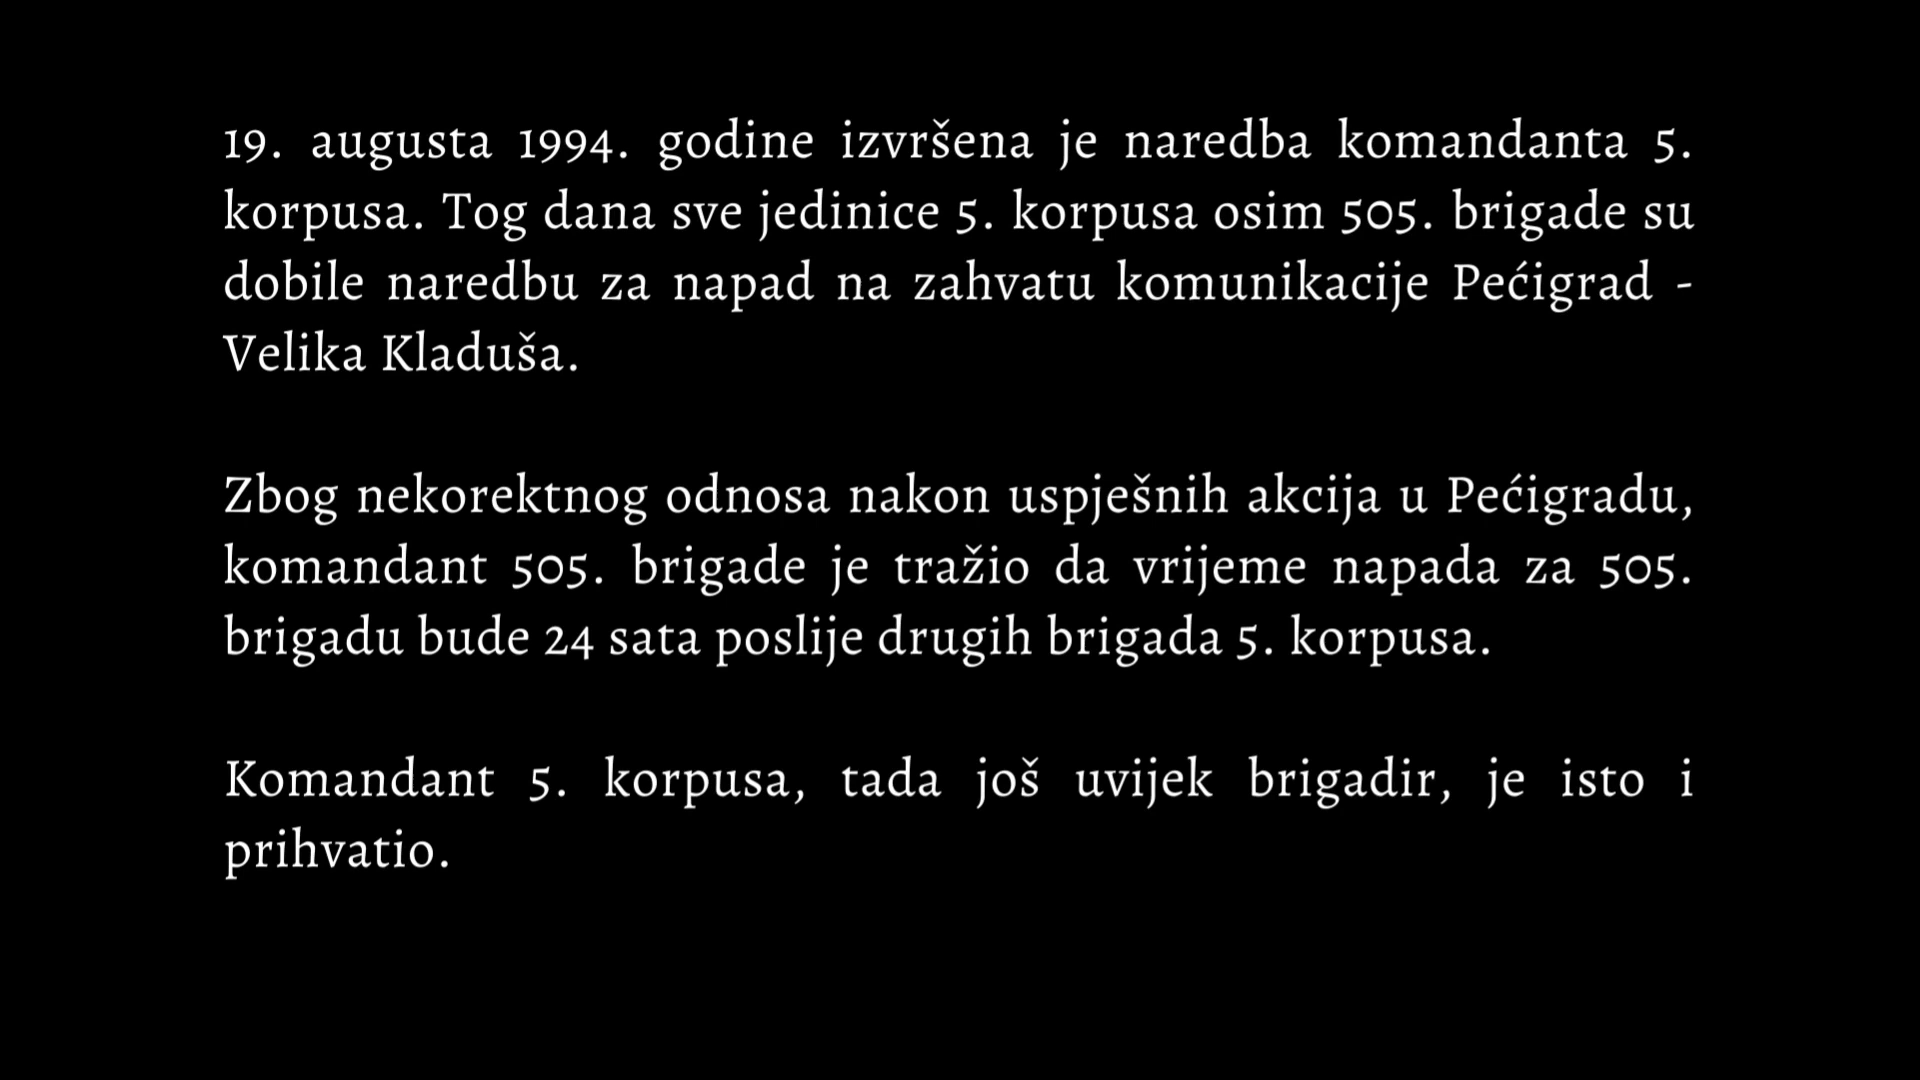 19. augusta 1994. godine izvršena je naredba komandanta 5.
korpusa. Tog dana sve jedinice 5. korpusa osim 505. brigade su
dobile naredbu za napad na zahvatu komunikacije Pećigrad -
Velika Kladuša.
Zbog nekorektnog odnosa nakon uspješnih akcija u Pećigradu,
komandant 505. brigade je tražio da vrijeme napada za 505.
brigadu bude 24 sata poslije drugih brigada 5. korpusa.
Komandant 5. korpusa, tada još uvijek brigadir, je isto i
prihvatio.